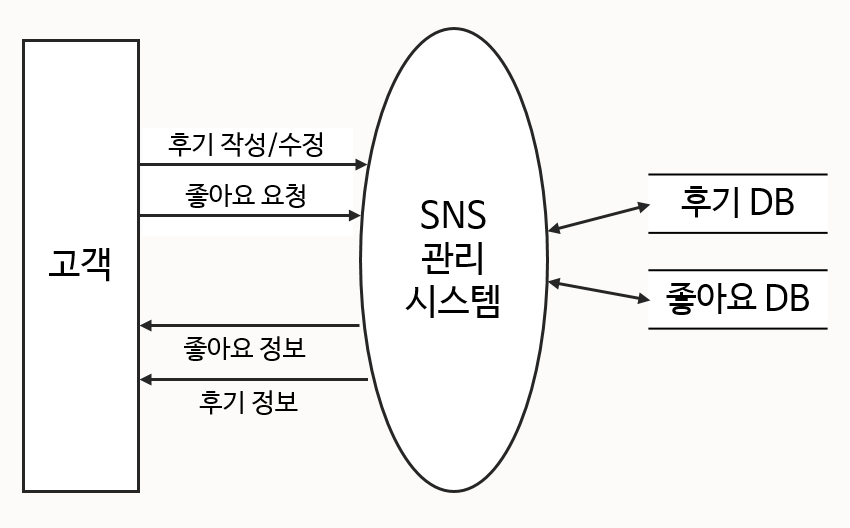 고객
후기 작성/수정
좋아요 요청
좋아요 정보
후기 정보
SNS
관리
시스템
후기 DB
좋아요 DB